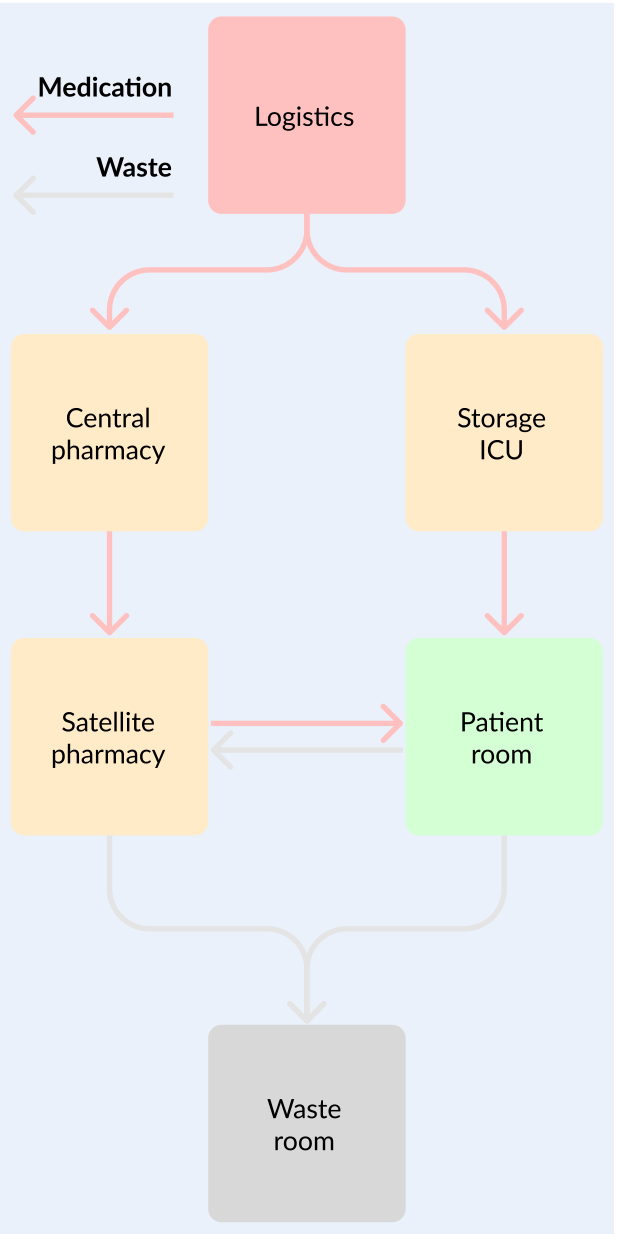 Medication
Waste
Logistics
Central
pharmacy
Storage
ICU
Satellite
pharmacy
Patient
room
Waste
room